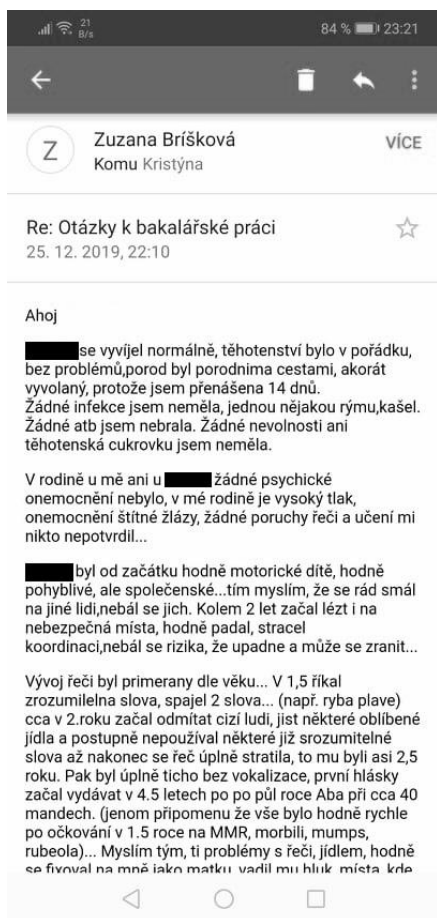 21
B/s
84 % 23:21
Z
Zuzana Bríšková
VÍCE
Komu Kristýna
Re: Otázky k bakalářské práci
25. 12. 2019, 22:10
Ahoj
se vyvíjel normálně, těhotenství bylo v pořádku,
bez problémů,porod byl porodnima cestami, akorát
vyvolaný, protože jsem přenášena 14 dnů.
Žádné infekce jsem neměla, jednou nějakou rýmu,kašel.
Žádné atb jsem nebrala. Žádné nevolnosti ani
těhotenská cukrovku jsem neměla.
V rodině u mě ani u žádné psychické
onemocnění nebylo, v mé rodině je vysoký tlak,
onemocnění štítné žlázy, žádné poruchy řeči a učení mi
nikto nepotvrdil...
byl od začátku hodně motorické dítě, hodně
pohyblivé, ale společenské...tím myslím, že se rád smál
na jiné lidi,nebál se jich. Kolem 2 let začal lézt i na
nebezpečná místa, hodně padal, stracel
koordinaci,nebál se rizika, že upadne a může se zranit...
Vývoj řeči byl primerany dle věku... V 1,5 říkal
zrozumilelna slova, spajel 2 slova... (např. ryba plave)
cca v 2.roku začal odmítat cizí ludi, jist některé oblíbené
jídla a postupně nepoužíval některé již srozumitelné
slova až nakonec se řeč úplně stratila, to mu byli asi 2,5
roku. Pak byl úplně ticho bez vokalizace, první hlásky
začal vydávat v 4.5 letech po po půl roce Aba při cca 40
mandech. (jenom připomenu že vše bylo hodně rychle
po očkování v 1.5 roce na MMR, morbili, mumps,
rubeola)... Myslím tým, ti problémy s řeči, jídlem, hodně
se fixoval na mně jako matku, vadil mu hluk, místa, kde